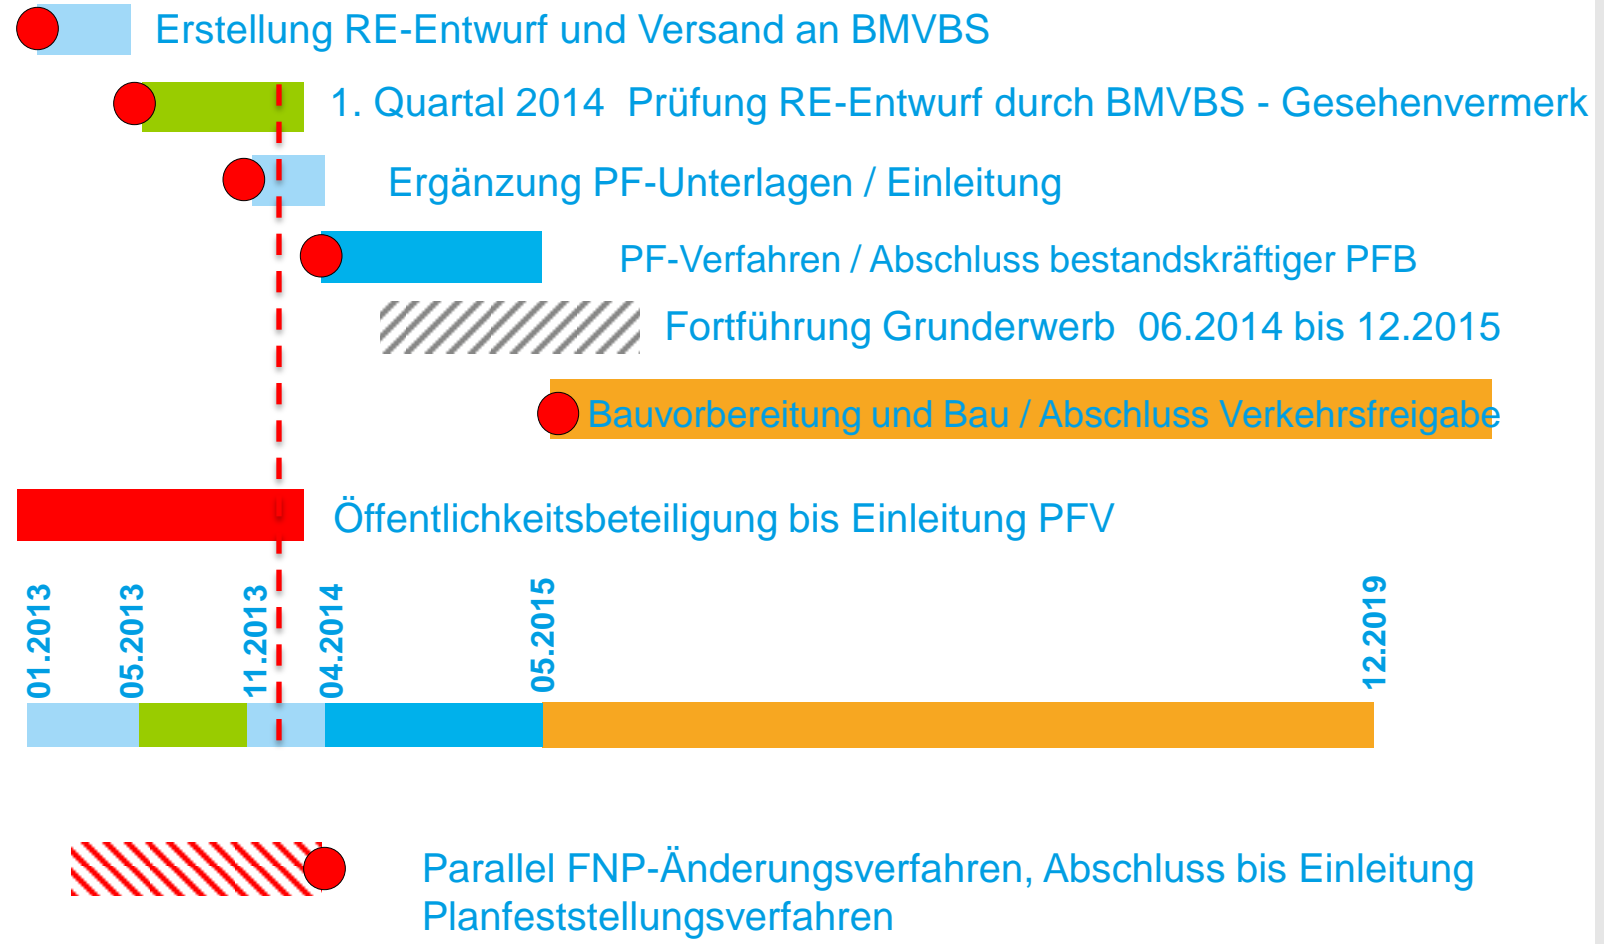 Erstellung RE-Entwurf und Versand an BMVBS
1. Quartal 2014  Prüfung RE-Entwurf durch BMVBS - Gesehenvermerk
Ergänzung PF-Unterlagen / Einleitung
PF-Verfahren / Abschluss bestandskräftiger PFB
Fortführung Grunderwerb  06.2014 bis 12.2015
Bauvorbereitung und Bau / Abschluss Verkehrsfreigabe
Öffentlichkeitsbeteiligung bis Einleitung PFV
01.2013
05.2013
11.2013
04.2014
05.2015
12.2019
Parallel FNP-Änderungsverfahren, Abschluss bis Einleitung
Planfeststellungsverfahren